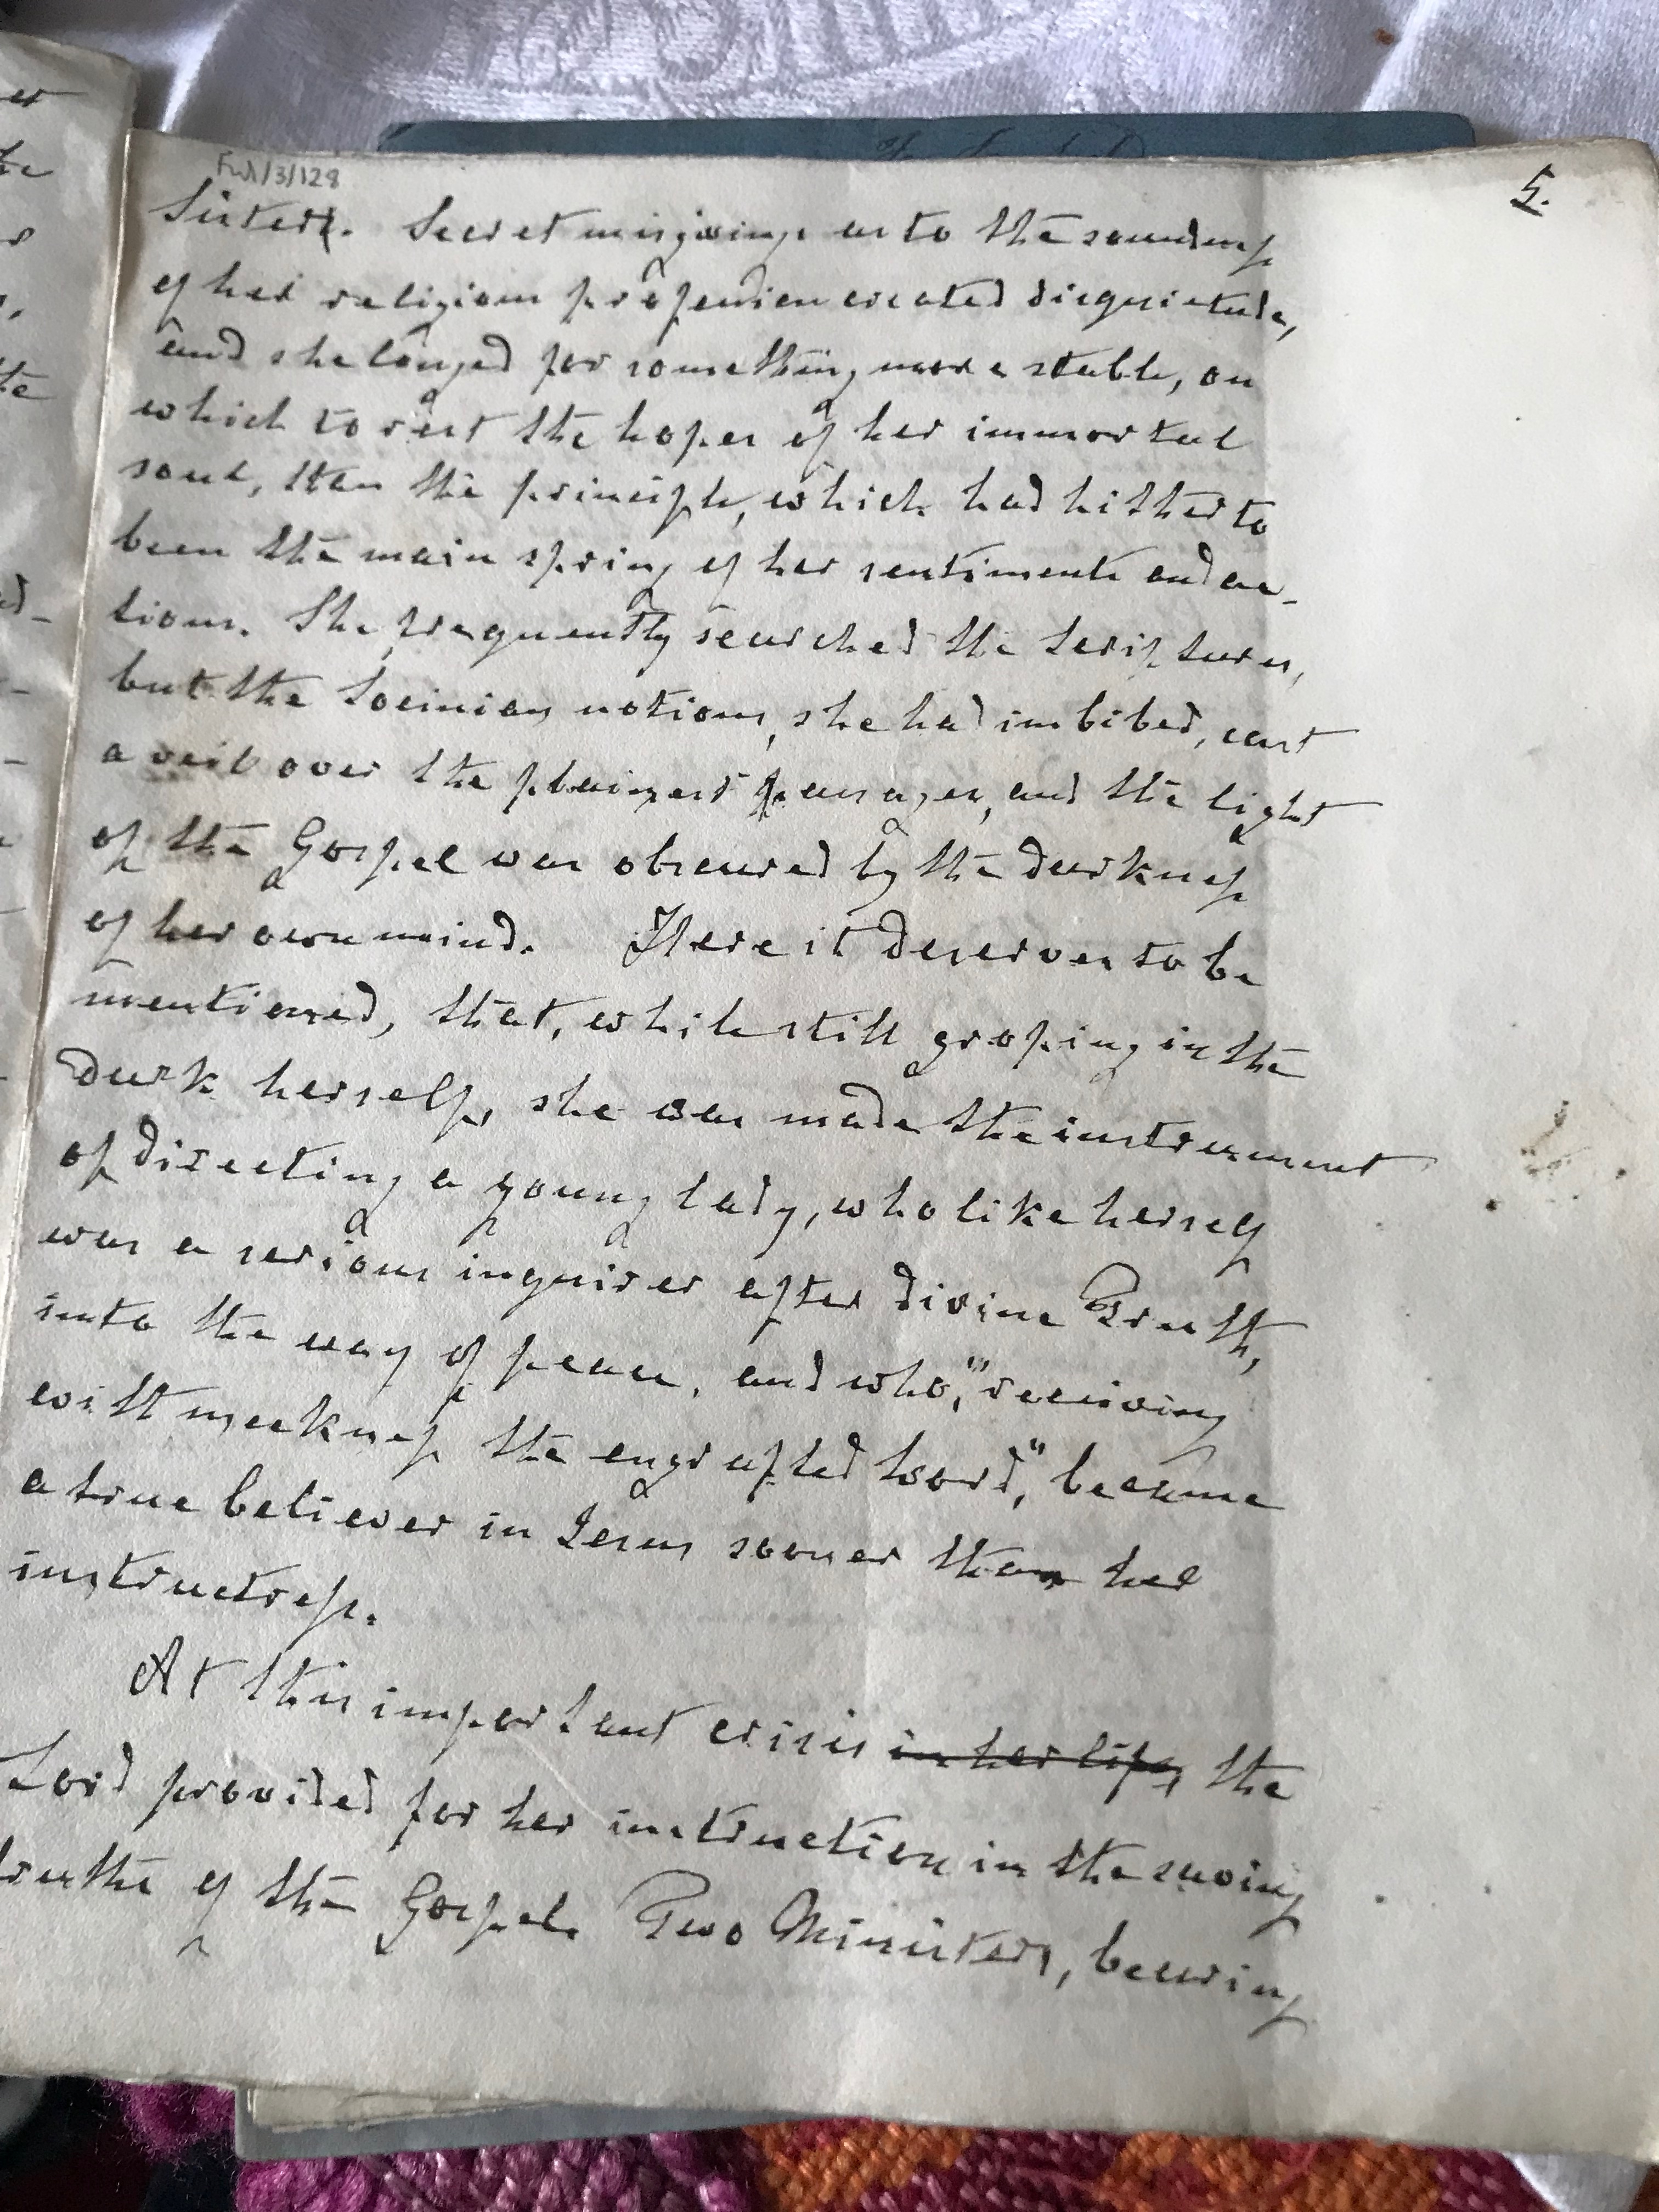 5.
FWI/3/128
Sisters. Secret misgivings as to the soundness
of her religious profession created disquietude,
and she longed for something more stable, on
which to rest the hopes of her immortal
soul, than the principle, which had hitherto
been the main spring of her sentiments and ac-
tions. She frequently searched the Scriptures,
but the Socinian notions, she had imbibed, cast
a veil over the plainest passages, and the light
of the Gospel was obscured by the darkness
of her own mind. Here it deserves to be
mentioned, that, while still groping in the
dark herself, she was made the instrument
of directing a young lady, who like herself
was a serious inquirer after divine Truth,
into the way of peace, and who, "receiving
with meekness the engrafted word," became
a true believer in Jesus sooner than her
instructress.
At this important crisis in her life, the
Lord provided for her instruction in the saving
truths of the Gospel. Two Ministers, bearing